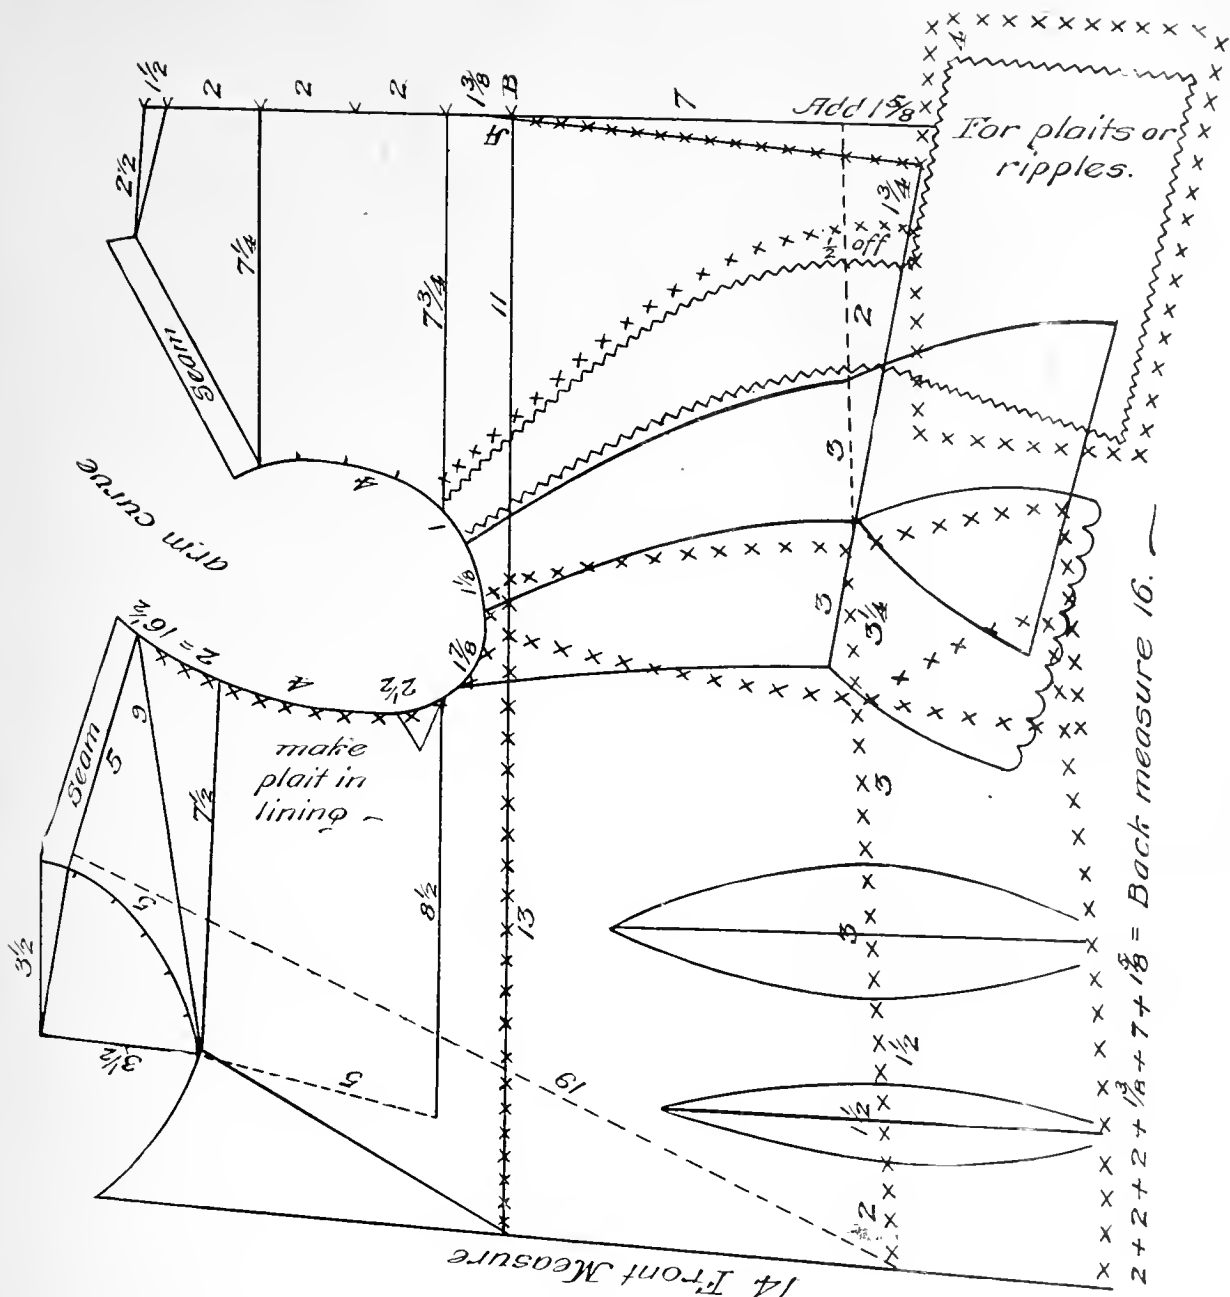 1½
2
2
2
1⅜
B
7
Add 1⅝
4
For plaits or
ripples.
A
2½
7¼
Seam
7¾
11
1¾
½ off
2
3
4
1
arm curve
1⅛
1⅞
3
3¼
2 = 16½
4
2½
Seam
5
9
7½
make
plait in
lining
8½
3½
5
3½
5
19
13
3
3
1½
1½
2
14 Front Measure
2 + 2 + 2 + 1⅜ + 7 + 1⅝ = Back measure 16.